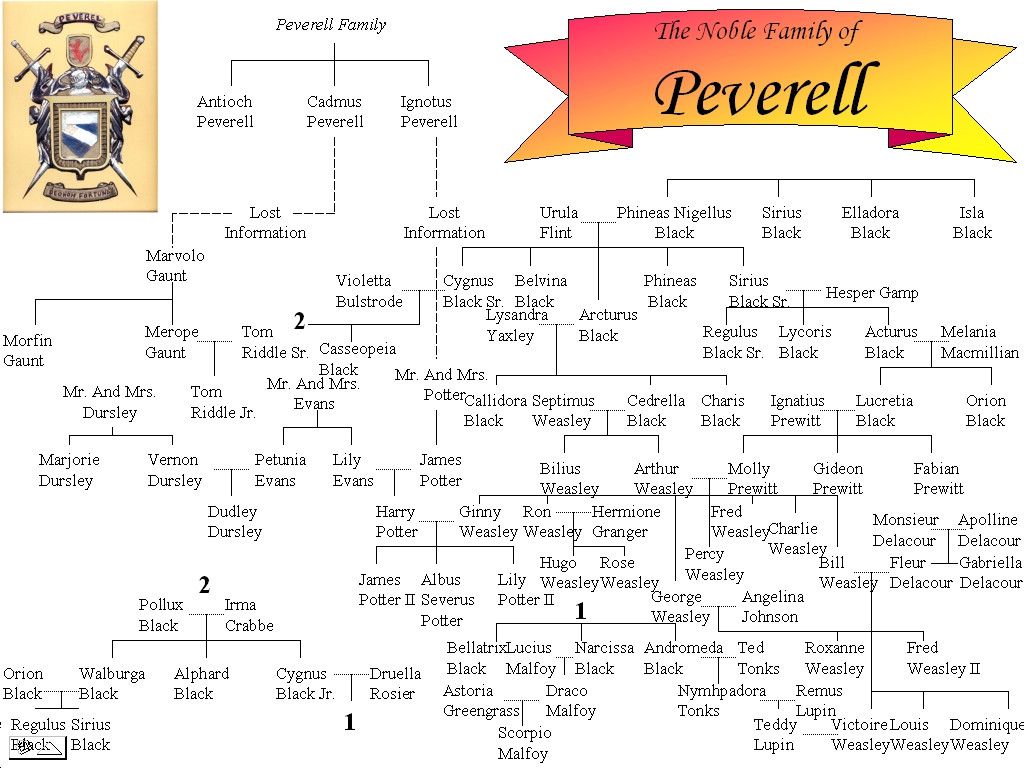 PEVEREL
SECNOH FORTUNA
Peverell Family
The Noble Family of
Peverell
Antioch
Peverell
Cadmus
Peverell
Ignotus
Peverell
Lost
Information
Lost
Information
Urula
Flint
Phineas Nigellus
Black
Sirius
Black
Elladora
Black
Isla
Black
Marvolo
Gaunt
Violetta
Bulstrode
Cygnus
Black Sr.
Belvina
Black
Phineas
Black
Sirius
Black Sr.
Hesper Gamp
Lysandra
Yaxley
Arcturus
Black
2
Morfin
Gaunt
Merope
Gaunt
Tom
Riddle Sr.
Casseopeia
Black
Regulus
Black Sr.
Lycoris
Black
Acturus
Black
Melania
Macmillian
Mr. And Mrs.
Dursley
Tom
Riddle Jr.
Mr. And Mrs.
Evans
Mr. And Mrs.
Potter
Callidora
Black
Septimus
Weasley
Cedrella
Black
Charis
Black
Ignatius
Prewitt
Lucretia
Black
Orion
Black
Marjorie
Dursley
Vernon
Dursley
Petunia
Evans
Lily
Evans
James
Potter
Bilius
Weasley
Arthur
Weasley
Molly
Prewitt
Gideon
Prewitt
Fabian
Prewitt
Dudley
Dursley
Harry
Potter
Ginny
Weasley
Ron
Weasley
Hermione
Granger
Fred
Weasley
Charlie
Weasley
Monsieur
Delacour
Apolline
Delacour
Percy
Weasley
Bill
Weasley
Fleur
Delacour
Gabriella
Delacour
Hugo
Weasley
Rose
Weasley
James
Potter II
Albus
Severus
Potter
Lily
Potter II
George
Weasley
Angelina
Johnson
2
Pollux
Black
Irma
Crabbe
1
Bellatrix
Black
Lucius
Malfoy
Narcissa
Black
Andromeda
Black
Ted
Tonks
Roxanne
Weasley
Fred
Weasley II
Orion
Black
Walburga
Black
Alphard
Black
Cygnus
Black Jr.
Druella
Rosier
Astoria
Greengrass
Draco
Malfoy
Nymhpadora
Tonks
Remus
Lupin
Regulus
Black
Sirius
Black
1
Scorpio
Malfoy
Teddy
Lupin
Victoire
Weasley
Louis
Weasley
Dominique
Weasley